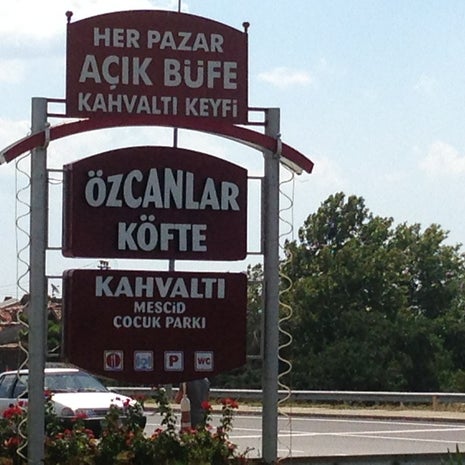 HER PAZAR
AÇIK BÜFE
KAHVALTI KEYFİ
ÖZCANLAR
KÖFTE
KAHVALTI
MESCİD
ÇOCUK PARKI
P
WC